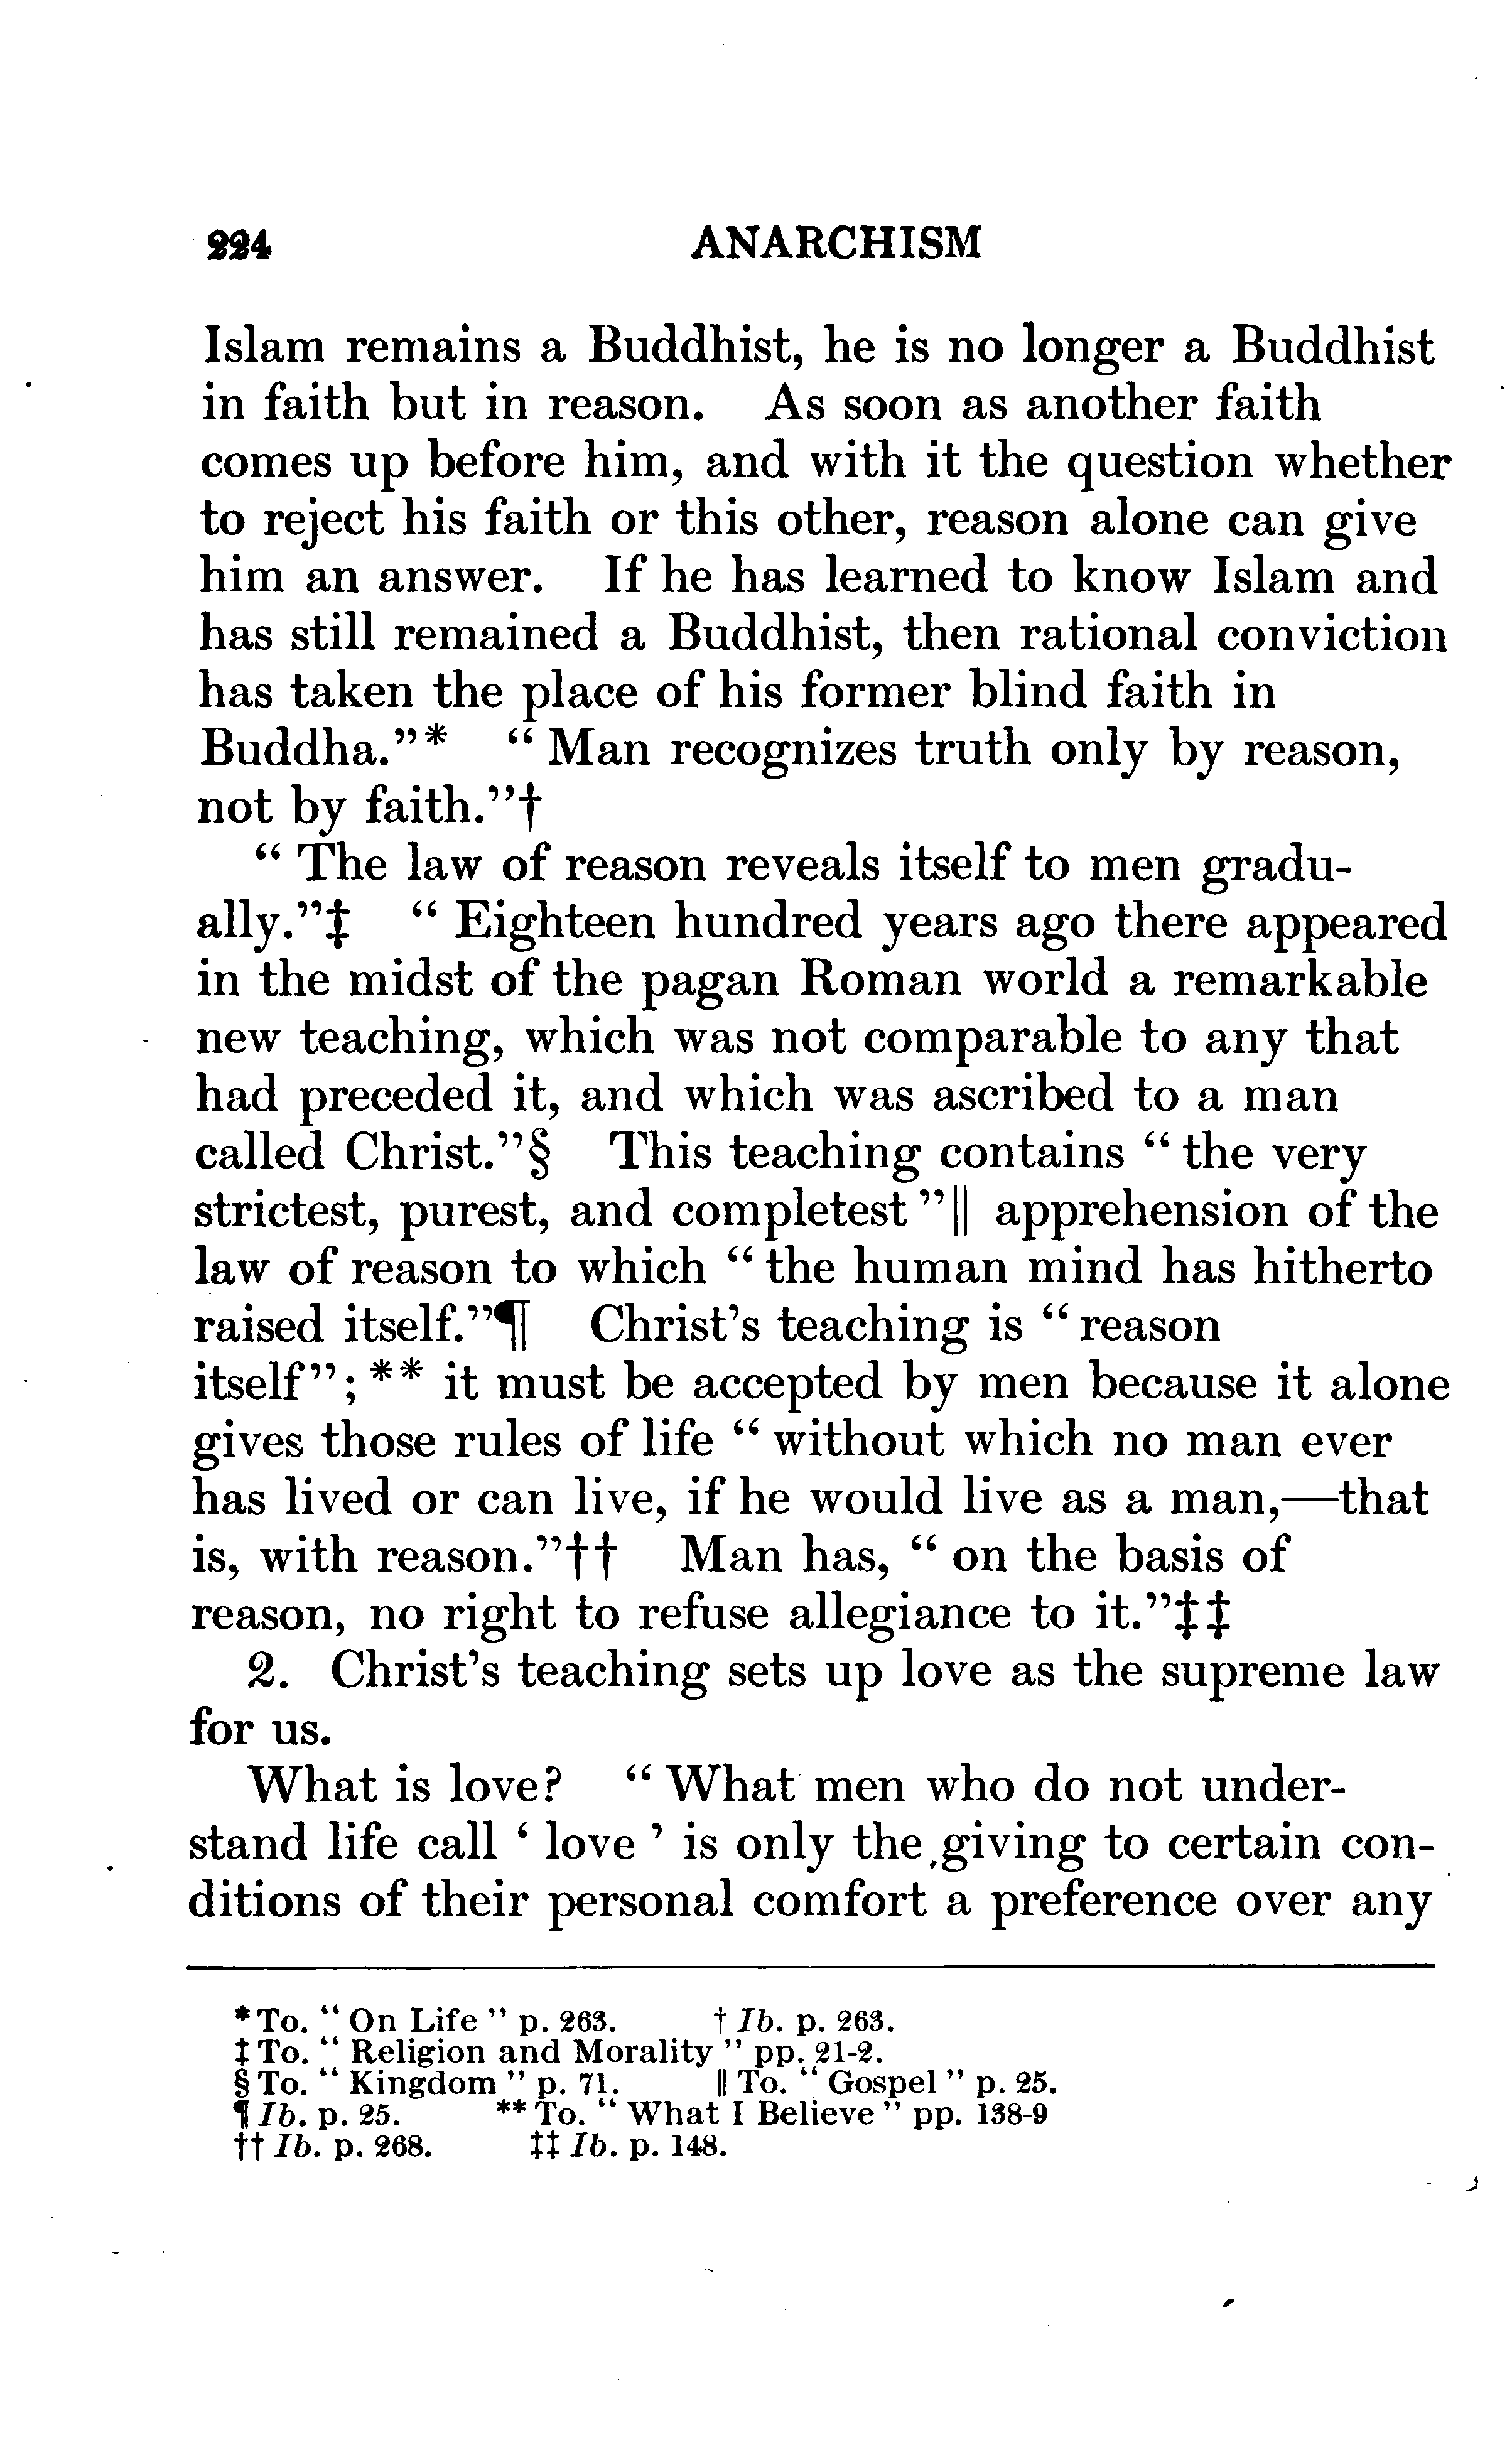 224 ANARCHISM
Islam remains a Buddhist, he is no longer a Buddhist
in faith but in reason. As soon as another faith
comes up before him, and with it the question whether
to reject his faith or this other, reason alone can give
him an answer. If he has learned to know Islam and
has still remained a Buddhist, then rational conviction
has taken the place of his former blind faith in
Buddha."* "Man recognizes truth only by reason,
not by faith."†
"The law of reason reveals itself to men gradu-
ally."‡ "Eighteen hundred years ago there appeared
in the midst of the pagan Roman world a remarkable
new teaching, which was not comparable to any that
had preceded it, and which was ascribed to a man
called Christ."§ This teaching contains "the very
strictest, purest, and completest"‖ apprehension of the
law of reason to which "the human mind has hitherto
raised itself."¶ Christ's teaching is "reason
itself";** it must be accepted by men because it alone
gives those rules of life "without which no man ever
has lived or can live, if he would live as a man,—that
is, with reason."†† Man has, "on the basis of
reason, no right to refuse allegiance to it."‡‡
2. Christ's teaching sets up love as the supreme law
for us.
What is love? "What men who do not under-
stand life call 'love' is only the giving to certain con-
ditions of their personal comfort a preference over any
* To. "On Life" p. 263. † Ib. p. 263.
‡ To. "Religion and Morality" pp. 21-2.
§ To. "Kingdom" p. 71. ‖ To. "Gospel" p. 25.
¶ Ib. p. 25. ** To. "What I Believe" pp. 138-9
†† Ib. p. 268. ‡‡ Ib. p. 148.